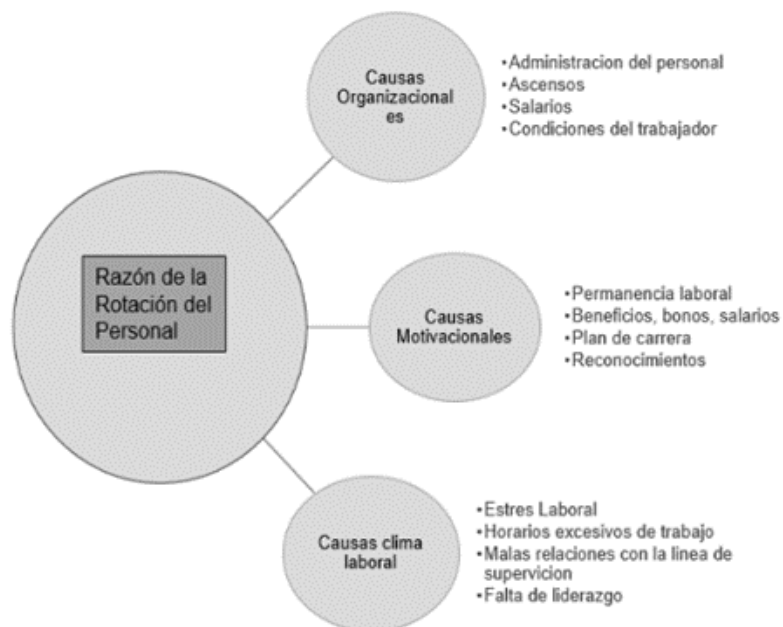 Razón de la
Rotación del
Personal
Causas
Organizacional
es
•Administracion del personal
•Ascensos
•Salarios
•Condiciones del trabajador
Causas
Motivacionales
•Permanencia laboral
•Beneficios, bonos, salarios
•Plan de carrera
•Reconocimientos
Causas clima
laboral
•Estres Laboral
•Horarios excesivos de trabajo
•Malas relaciones con la linea de
supervicion
•Falta de liderazgo